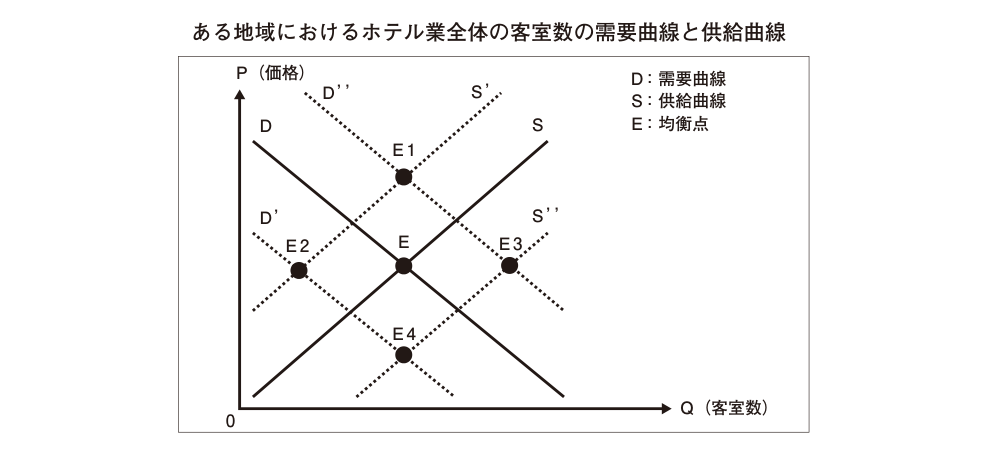 ある地域におけるホテル業全体の客室数の需要曲線と供給曲線
P（価格）
D：需要曲線
S：供給曲線
E：均衡点
D’’
S’
D
S
E1
D’
S’’
E2
E
E3
E4
0
Q（客室数）